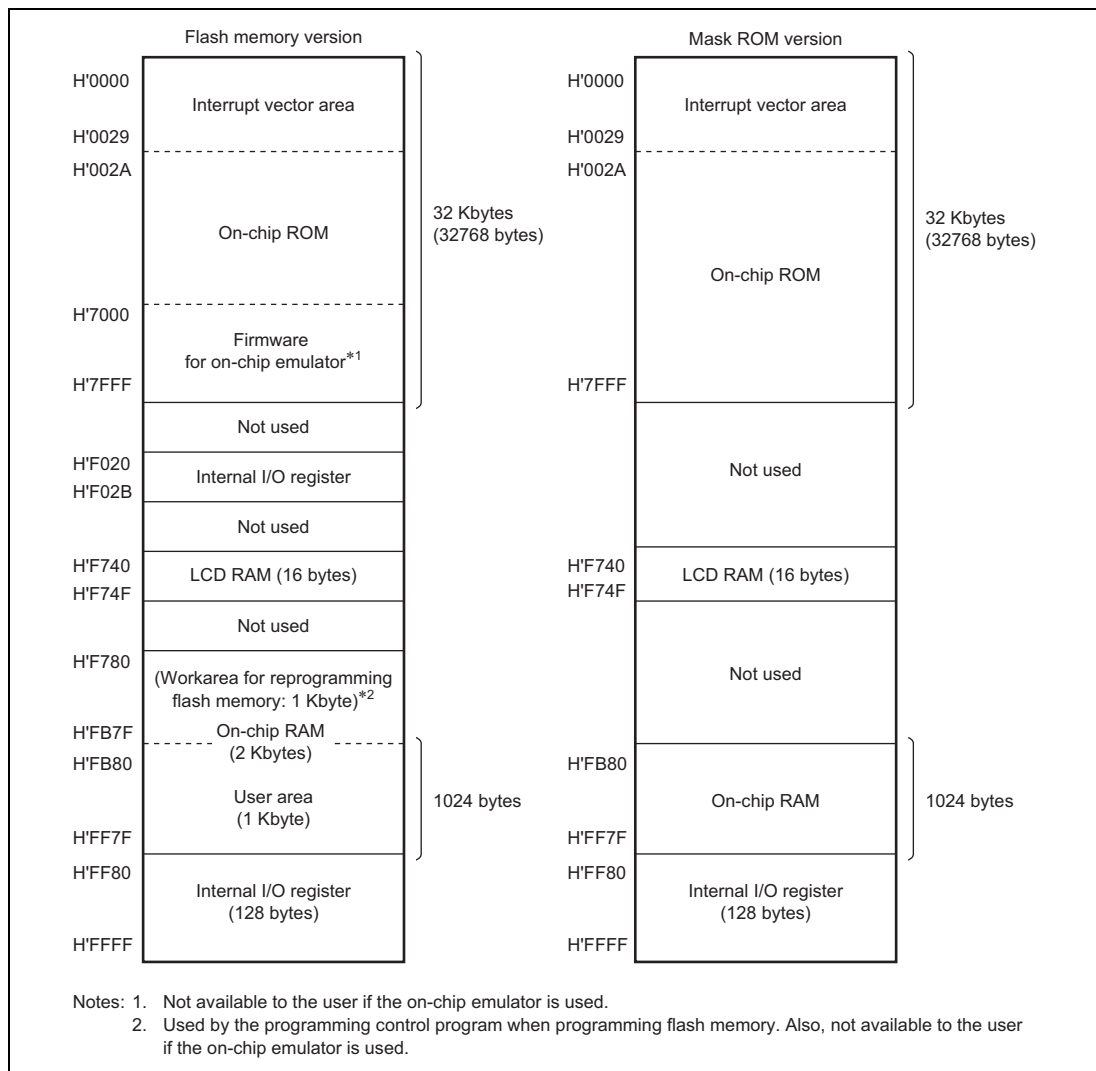 Flash memory version
H'0000
Interrupt vector area
H'0029
H'002A
On-chip ROM
32 Kbytes
(32768 bytes)
H'7000
Firmware
for on-chip emulator*1
H'7FFF
Not used
H'F020
Internal I/O register
H'F02B
Not used
H'F740
LCD RAM (16 bytes)
H'F74F
Not used
H'F780
(Workarea for reprogramming
flash memory: 1 Kbyte)*2
H'FB7F
On-chip RAM
(2 Kbytes)
H'FB80
User area
(1 Kbyte)
1024 bytes
H'FF7F
H'FF80
Internal I/O register
(128 bytes)
H'FFFF
Mask ROM version
H'0000
Interrupt vector area
H'0029
H'002A
32 Kbytes
(32768 bytes)
On-chip ROM
H'7FFF
Not used
H'F740
LCD RAM (16 bytes)
H'F74F
Not used
H'FB80
On-chip RAM
1024 bytes
H'FF7F
H'FF80
Internal I/O register
(128 bytes)
H'FFFF
Notes: 1. Not available to the user if the on-chip emulator is used.
2. Used by the programming control program when programming flash memory. Also, not available to the user
if the on-chip emulator is used.